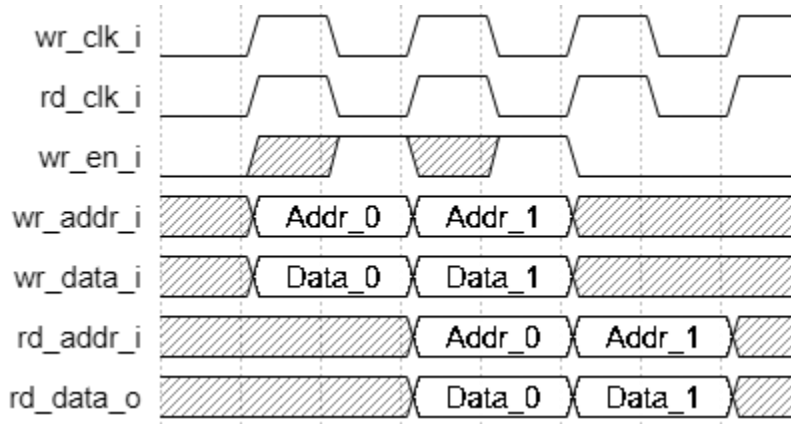 wr_clk_i
rd_clk_i
wr_en_i
wr_addr_i Addr_0 Addr_1
wr_data_i Data_0 Data_1
rd_addr_i Addr_0 Addr_1
rd_data_o Data_0 Data_1